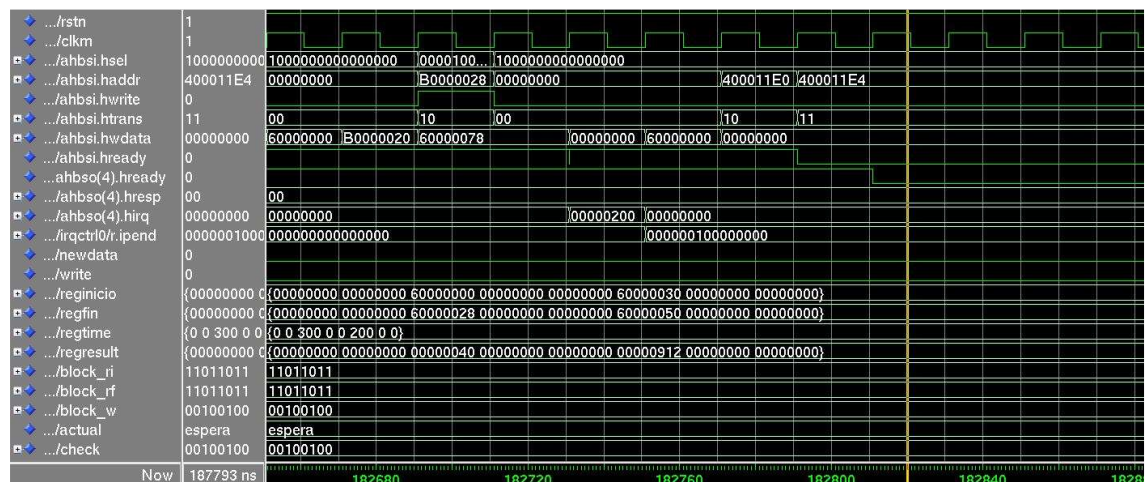 .../rstn 1
.../clkm 1
.../ahbsi.hsel 1000000000 1000000000000000 0000100... 1000000000000000
.../ahbsi.haddr 400011E4 00000000 B0000028 00000000 400011E0 400011E4
.../ahbsi.hwrite 0
.../ahbsi.htrans 11 00 10 00 10 11
.../ahbsi.hwdata 00000000 60000000 B0000020 60000078 00000000 60000000 00000000
.../ahbsi.hready 0
...ahbso(4).hready 0
.../ahbso(4).hresp 00 00
.../ahbso(4).hirq 00000000 00000000 00000200 00000000
.../irqctrl0/r.ipend 0000001000 000000000000000 000000100000000
.../newdata 0
.../write 0
.../reginicio {00000000 0 {00000000 00000000 60000000 00000000 00000000 60000030 00000000 00000000}
.../regfin {00000000 0 {00000000 00000000 60000028 00000000 00000000 60000050 00000000 00000000}
.../regtime {0 0 300 0 0 {0 0 300 0 0 200 0 0}
.../regresult {00000000 0 {00000000 00000000 00000040 00000000 00000000 00000912 00000000 00000000}
.../block_ri 11011011 11011011
.../block_rf 11011011 11011011
.../block_w 00100100 00100100
.../actual espera espera
.../check 00100100 00100100
Now 187793 ns 182680 182720 182760 182800 182840